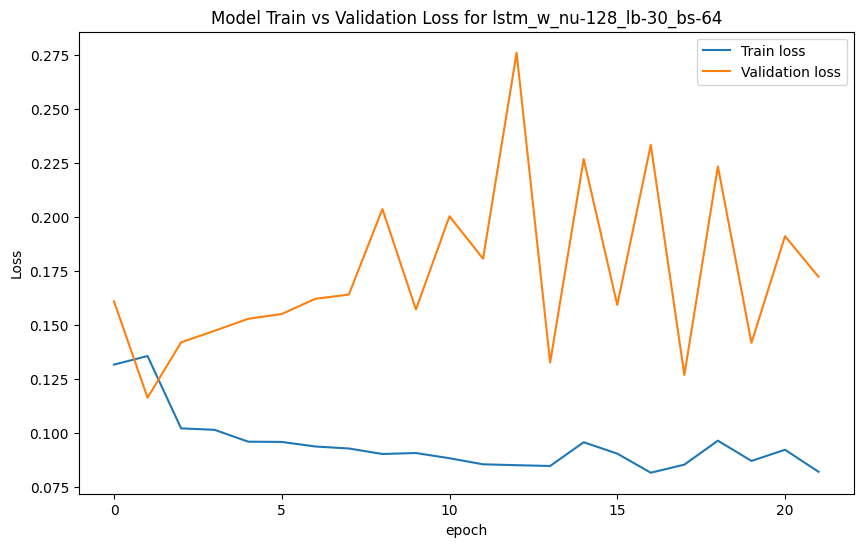 Model Train vs Validation Loss for lstm_w_nu-128_lb-30_bs-64
Train loss
Validation loss
0.275
0.250
0.225
0.200
0.175
0.150
0.125
0.100
0.075
Loss
0
5
10
15
20
epoch